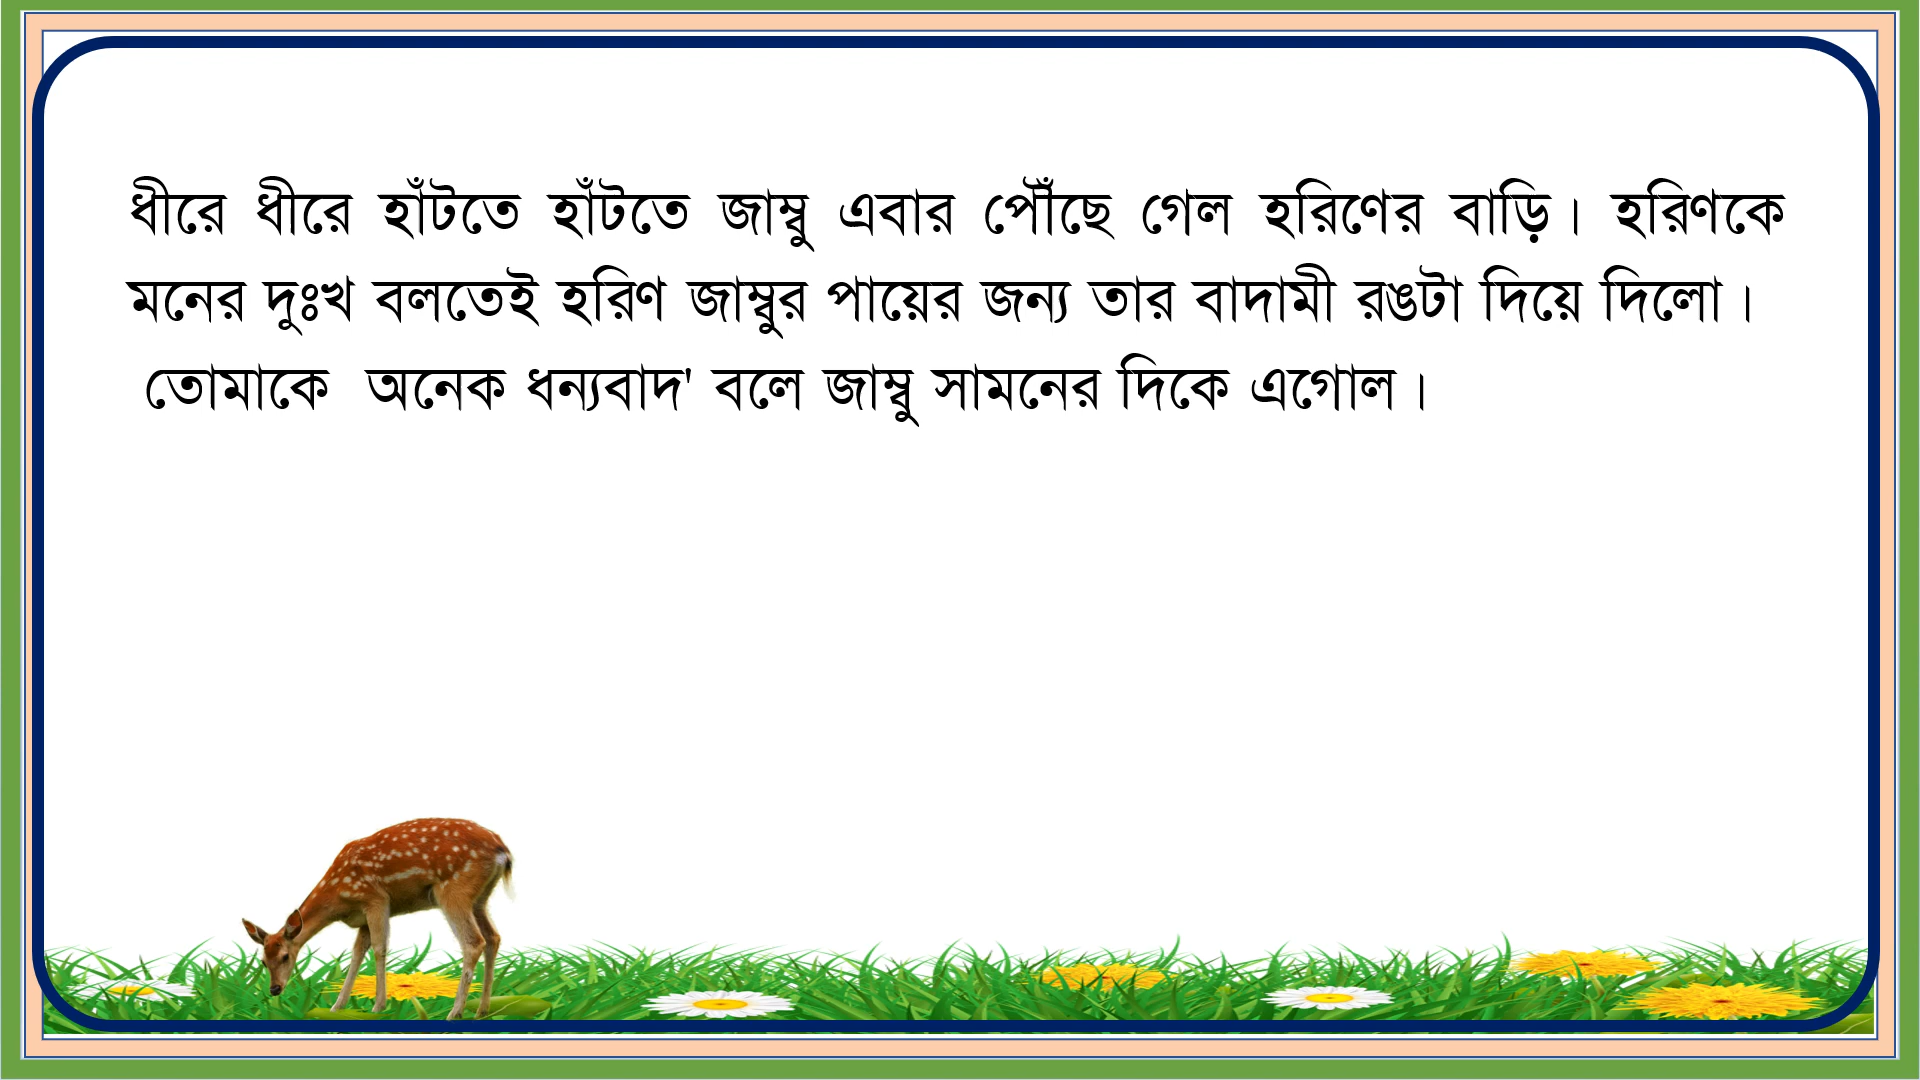 ধীরে ধীরে হাঁটতে হাঁটতে জাম্বু এবার পৌঁছে গেল হরিণের বাড়ি। হরিণকে
মনের দুঃখ বলতেই হরিণ জাম্বুর পায়ের জন্য তার বাদামী রঙটা দিয়ে দিলো।
তোমাকে অনেক ধন্যবাদ' বলে জাম্বু সামনের দিকে এগোল।